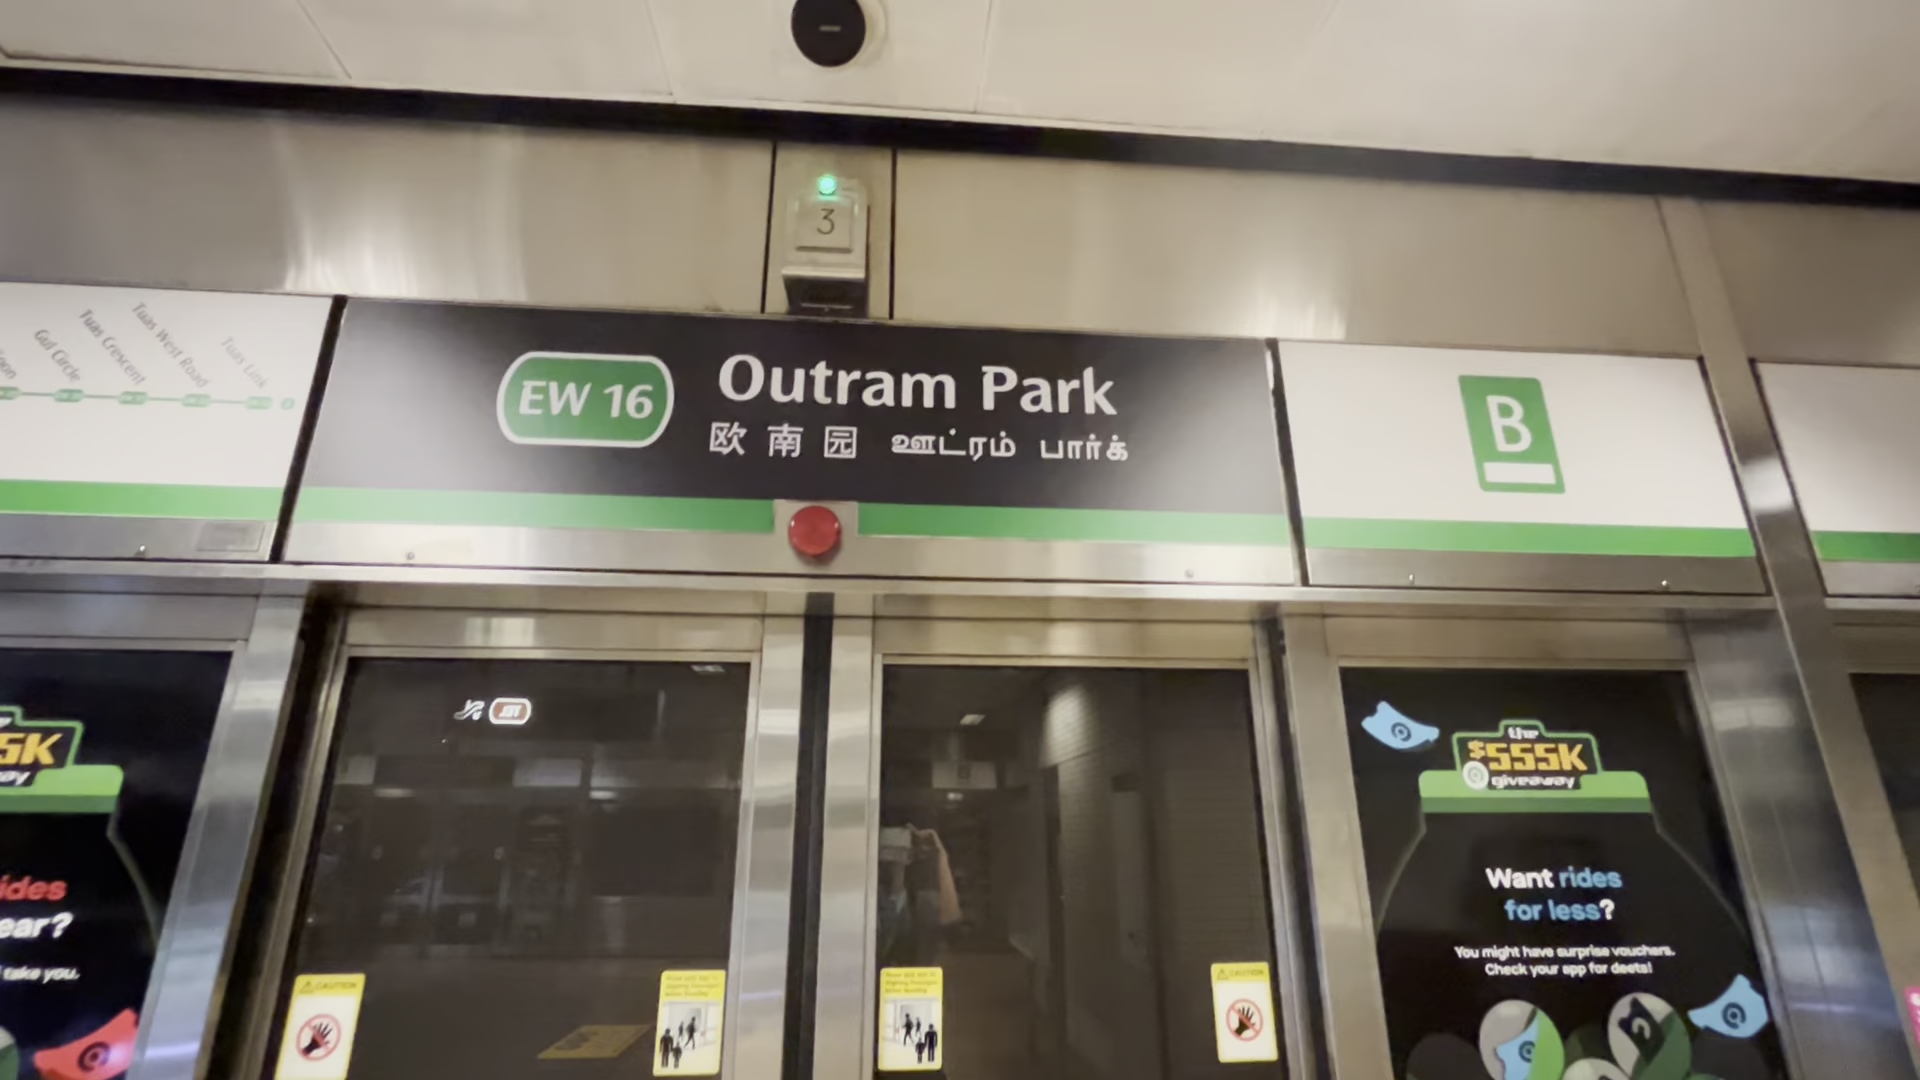 3
Gul Circle
Tuas Crescent
Tuas West Road
Tuas Link
EW 16
Outram Park
欧南园 ஊட்ரம் பார்க்
B
5K
ides
ear?
take you.
the
$555K
giveaway
Want rides
for less?
You might have surprise vouchers.
Check your app for deets!
CAUTION
CAUTION